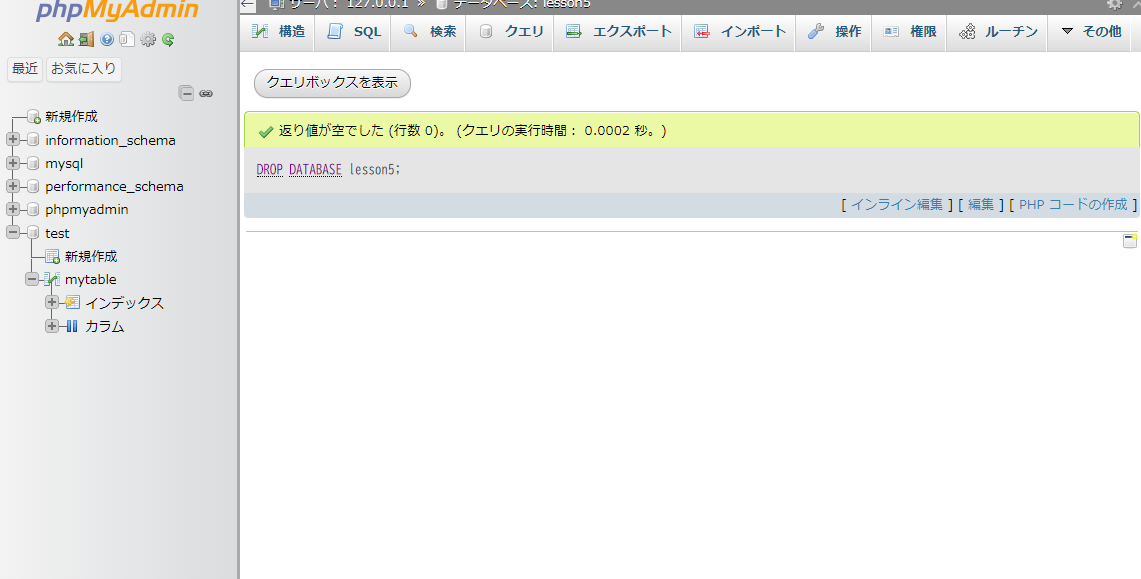 phpMyAdmin
最近 お気に入り
新規作成
information_schema
mysql
performance_schema
phpmyadmin
test
新規作成
mytable
インデックス
カラム
サーバ: 127.0.0.1 » データベース: lesson5
構造 SQL 検索 クエリ エクスポート インポート 操作 権限 ルーチン その他
クエリボックスを表示
返り値が空でした (行数 0)。 (クエリの実行時間: 0.0002 秒。)
DROP DATABASE lesson5;
[ インライン編集 ] [ 編集 ] [ PHP コードの作成 ]